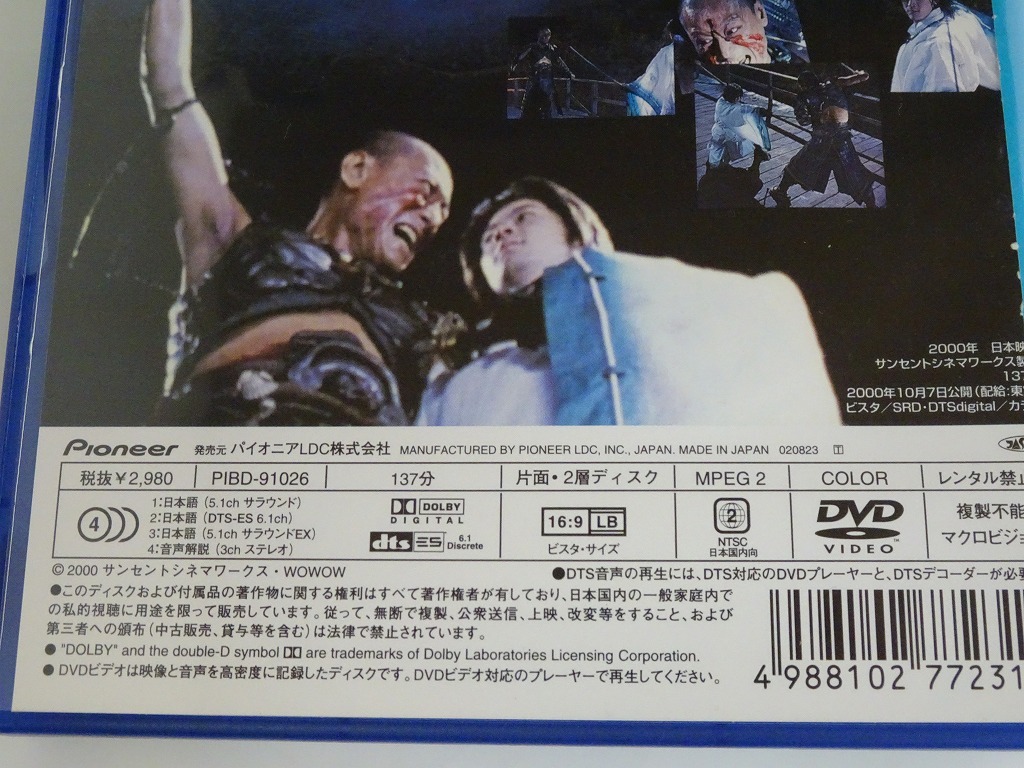 2000年 日本映
サンセントシネマワークス製
137
2000年10月7日公開(配給:東
ビスタ/SRD・DTSdigital/カラ
Pioneer 発売元 パイオニアLDC株式会社 MANUFACTURED BY PIONEER LDC, INC., JAPAN. MADE IN JAPAN 020823 T
税抜¥2,980 PIBD-91026 137分 片面・2層ディスク MPEG 2 COLOR レンタル禁止
4
1:日本語(5.1ch サラウンド)
2:日本語(DTS-ES 6.1ch)
3:日本語(5.1ch サラウンドEX)
4:音声解説(3ch ステレオ)
DOLBY
DIGITAL
dts ES 6.1 Discrete
16:9 LB
ビスタ・サイズ
2
NTSC
日本国内向
DVD
VIDEO
複製不能
マクロビジョ
©2000 サンセントシネマワークス・WOWOW
●DTS音声の再生には、DTS対応のDVDプレーヤーと、DTSデコーダーが必要
●このディスクおよび付属品の著作物に関する権利はすべて著作権者が有しており、日本国内の一般家庭内で
の私的視聴に用途を限って販売しています。従って、無断で複製、公衆送信、上映、改変等をすること、および
第三者への頒布(中古販売、貸与等を含む)は法律で禁止されています。
● "DOLBY" and the double-D symbol are trademarks of Dolby Laboratories Licensing Corporation.
● DVDビデオは映像と音声を高密度に記録したディスクです。DVDビデオ対応のプレーヤーで再生してください。
4 988102 77231